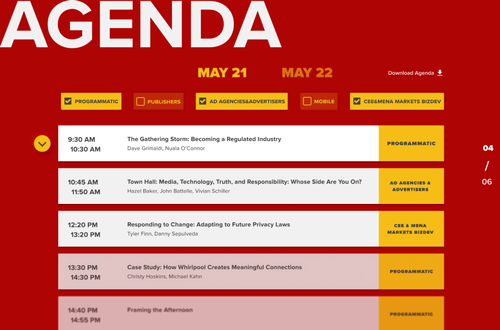 AGENDA
MAY 21 MAY 22
Download Agenda
PROGRAMMATIC PUBLISHERS AD AGENCIES&ADVERTISERS MOBILE CEE&MENA MARKETS BIZDEV
9:30 AM
10:30 AM
The Gathering Storm: Becoming a Regulated Industry
Dave Grimaldi, Nuala O'Connor
PROGRAMMATIC
04
/
06
10:45 AM
11:50 AM
Town Hall: Media, Technology, Truth, and Responsibility: Whose Side Are You On?
Hazel Baker, John Battelle, Vivian Schiller
AD AGENCIES &
ADVERTISERS
12:20 PM
13:20 PM
Responding to Change: Adapting to Future Privacy Laws
Tyler Finn, Danny Sepulveda
CEE & MENA
MARKETS BIZDEV
13:30 PM
14:30 PM
Case Study: How Whirlpool Creates Meaningful Connections
Christy Hoskins, Michael Kahn
PROGRAMMATIC
14:40 PM
14:55 PM
Framing the Afternoon
PROGRAMMATIC